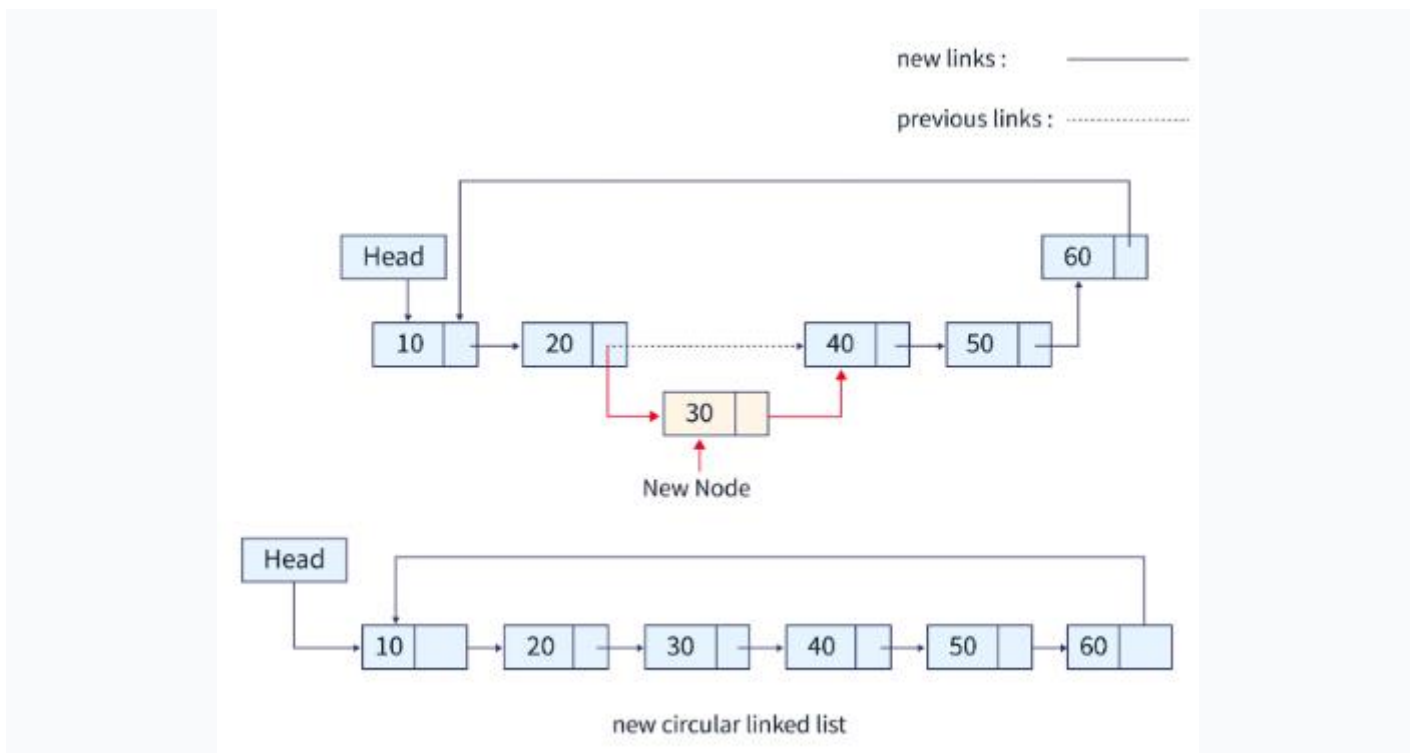 new links :
previous links :
Head
60
10 20 40 50
30
New Node
Head
10 20 30 40 50 60
new circular linked list